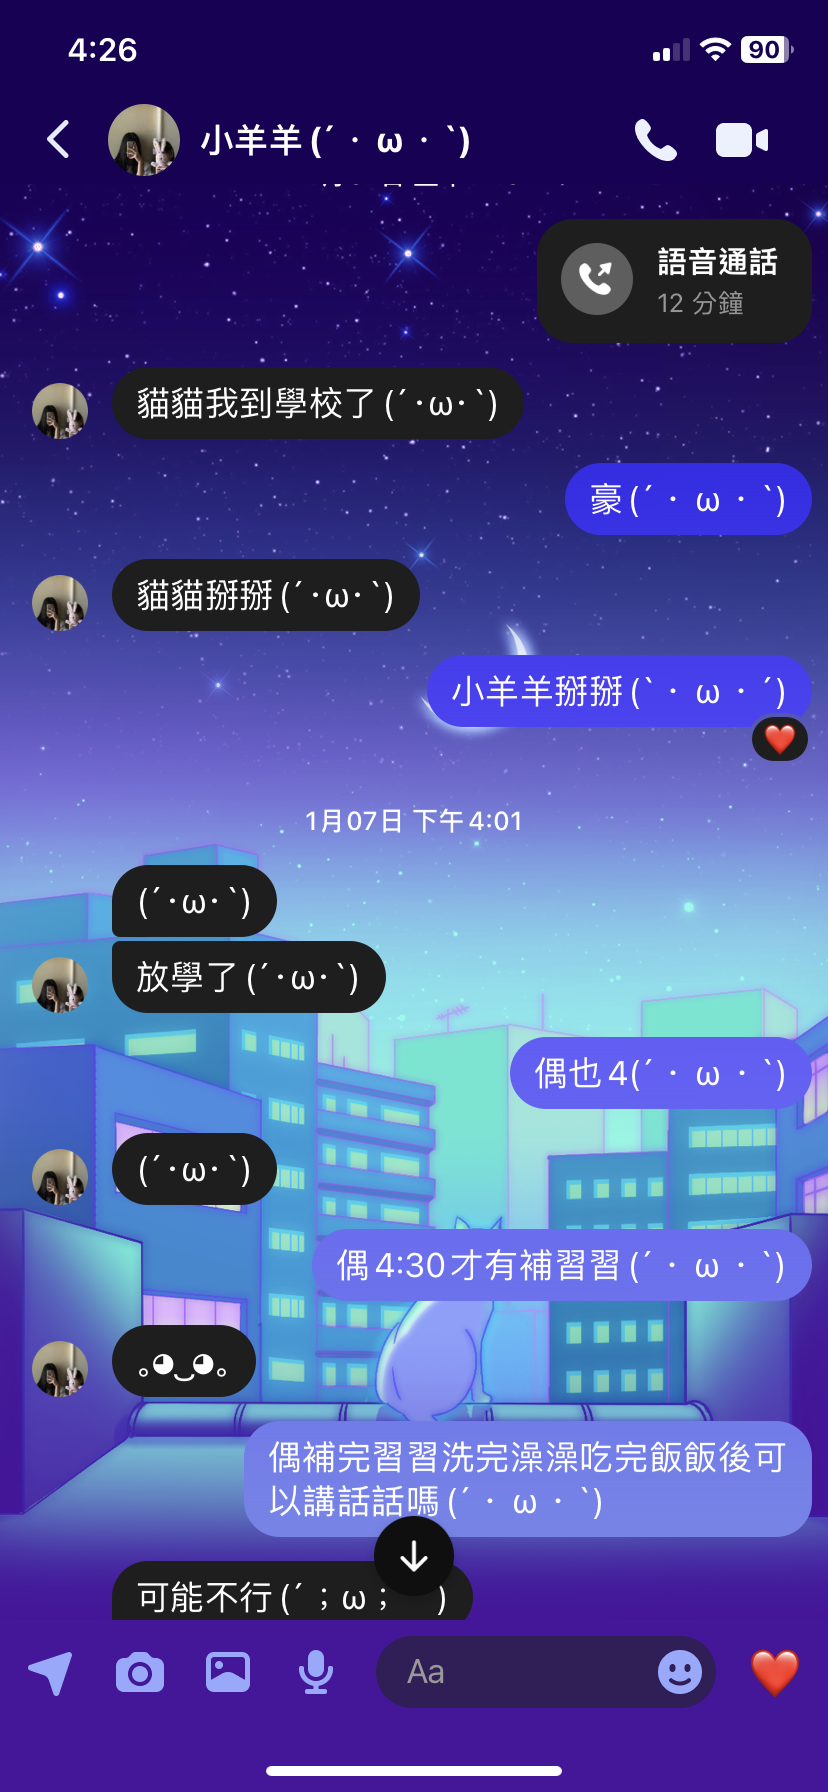 4:26
90
小羊羊(´・ω・`)
語音通話
12 分鐘
貓貓我到學校了(´･ω･`)
豪(´・ω・`)
貓貓掰掰(´･ω･`)
小羊羊掰掰(`・ω・´)
1月07日 下午4:01
(´･ω･`)
放學了(´･ω･`)
偶也4(´・ω・`)
(´･ω･`)
偶4:30才有補習習(´・ω・`)
｡◕‿◕｡
偶補完習習洗完澡澡吃完飯飯後可
以講話話嗎(´・ω・`)
可能不行(´；ω；
Aa